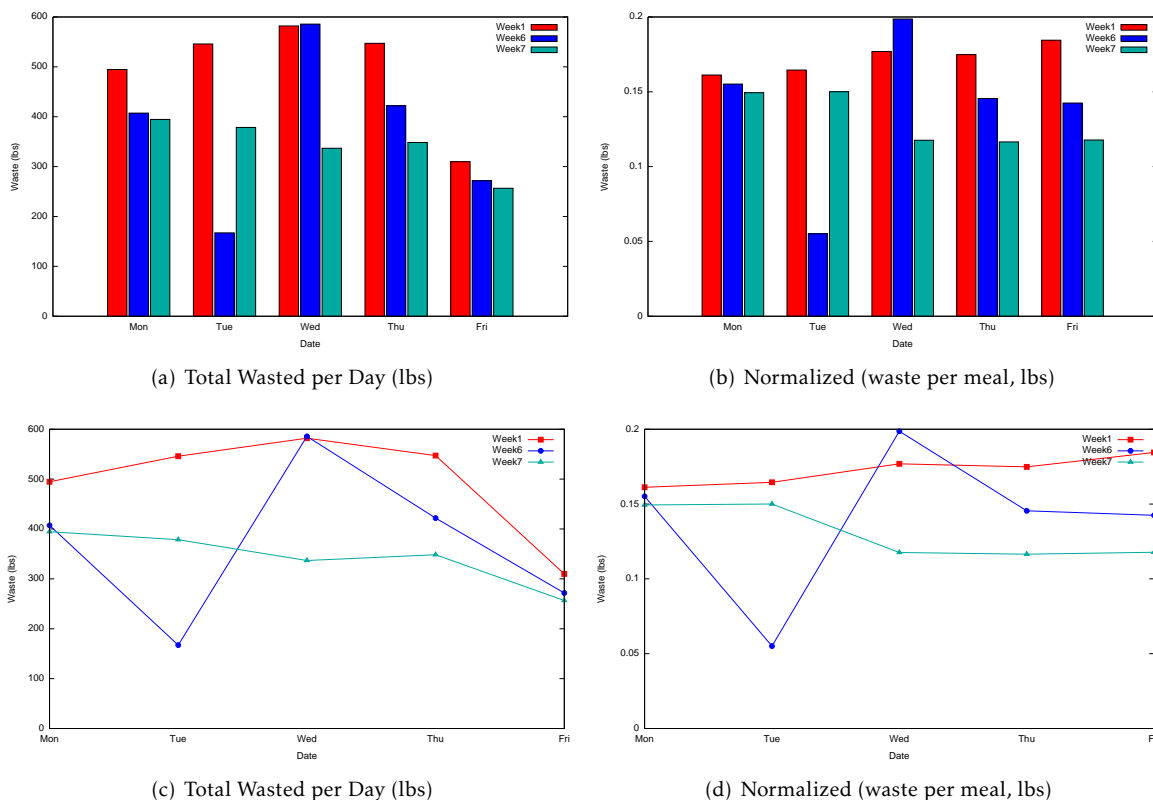 600
500
400
300
200
100
0
Waste (lbs)
Mon Tue Wed Thu Fri
Date
Week1
Week6
Week7
(a) Total Wasted per Day (lbs)
0.2
0.15
0.1
0.05
0
Waste (lbs)
Mon Tue Wed Thu Fri
Date
Week1
Week6
Week7
(b) Normalized (waste per meal, lbs)
600
500
400
300
200
100
0
Waste (lbs)
Mon Tue Wed Thu Fri
Date
Week1
Week6
Week7
(c) Total Wasted per Day (lbs)
0.2
0.15
0.1
0.05
0
Waste (lbs)
Mon Tue Wed Thu F
Date
Week1
Week6
Week7
(d) Normalized (waste per meal, lbs)